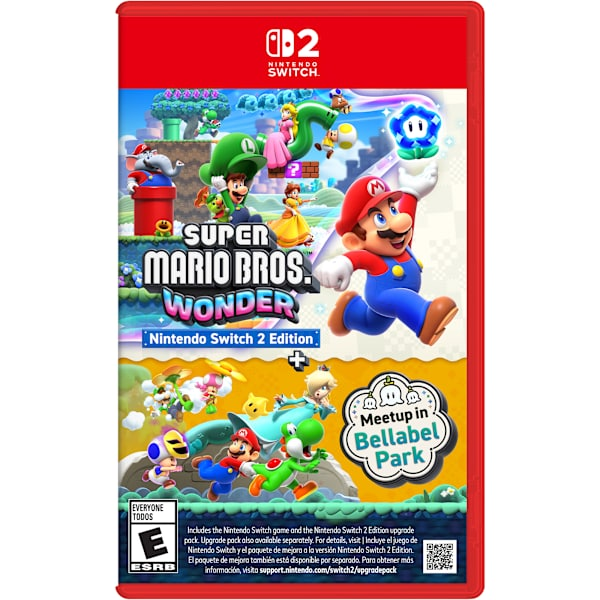 2
NINTENDO
SWITCH™
?
M
L
SUPER
MARIO BROS.
WONDER
Nintendo Switch 2 Edition
+
Meetup in
Bellabel
Park
EVERYONE
TODOS
E
ESRB
Includes the Nintendo Switch game and the Nintendo Switch 2 Edition upgrade
pack. Upgrade pack also available separately. For details, visit | Incluye el juego de
Nintendo Switch y el paquete de mejora a la versión Nintendo Switch 2 Edition.
El paquete de mejora también está disponible por separado. Para obtener más
información, visita support.nintendo.com/switch2/upgradepack